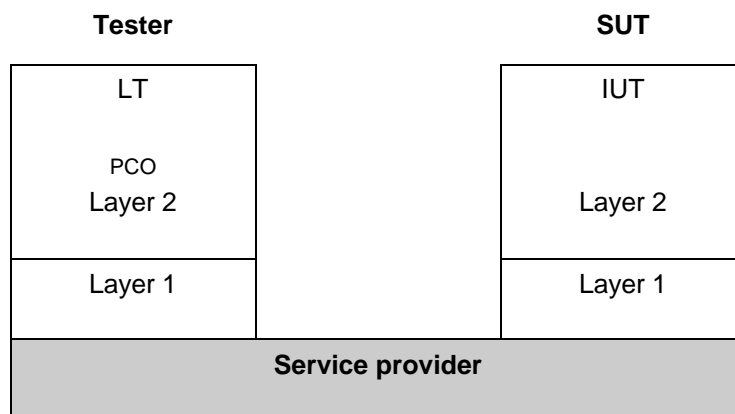 Tester
SUT
LT
IUT
PCO
Layer 2
Layer 2
Layer 1
Layer 1
Service provider